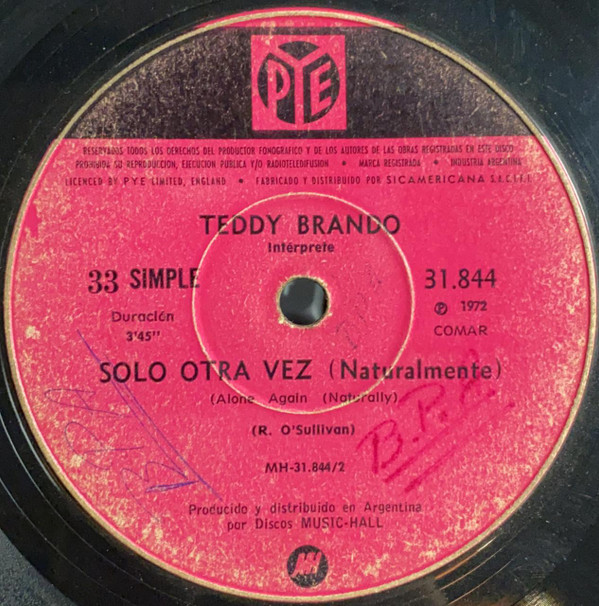 PYE
RESERVADOS TODOS LOS DERECHOS DEL PRODUCTOR FONOGRAFICO Y DE LOS AUTORES DE LAS OBRAS REGISTRADAS EN ESTE DISCO
PROHIBIDA SU REPRODUCCION, EJECUCION PUBLICA Y/O RADIOTELEDIFUSION • MARCA REGISTRADA • INDUSTRIA ARGENTINA
LICENCED BY PYE LIMITED, ENGLAND • FABRICADO Y DISTRIBUIDO POR SICAMERICANA S.A.C.I.F.I.
TEDDY BRANDO
Intérprete
33 SIMPLE 31.844
Duración ℗ 1972
3'45" COMAR
SOLO OTRA VEZ (Naturalmente)
(Alone Again (Naturally)
(R. O'Sullivan)
B.P.A.
MH-31.844/2
Producido y distribuido en Argentina
por Discos MUSIC-HALL
MH